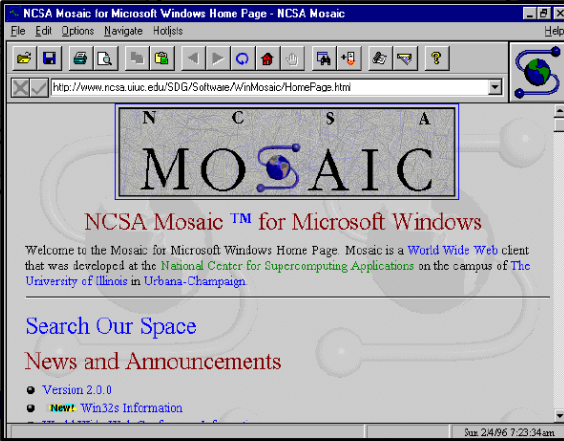 NCSA Mosaic for Microsoft Windows Home Page - NCSA Mosaic
File Edit Options Navigate Hotlists Help
http://www.ncsa.uiuc.edu/SDG/Software/WinMosaic/HomePage.html
N C S A
MOSAIC
NCSA Mosaic ™ for Microsoft Windows
Welcome to the Mosaic for Microsoft Windows Home Page. Mosaic is a World Wide Web client
that was developed at the National Center for Supercomputing Applications on the campus of The
University of Illinois in Urbana-Champaign.
Search Our Space
News and Announcements
Version 2.0.0
New! Win32s Information
Sun 2/4/96 7:23:34am